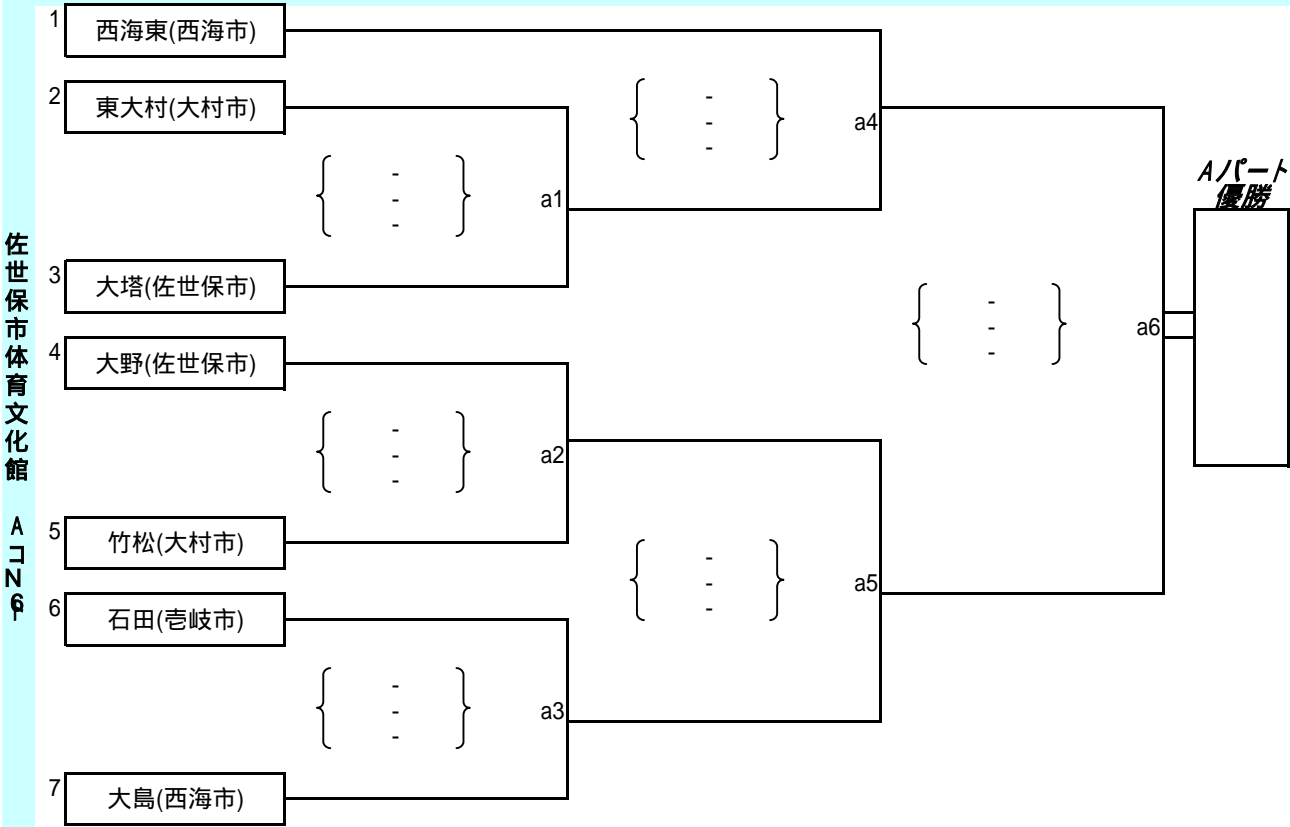 佐世保市体育文化館 Aコ
1
西海東(西海市)
2
東大村(大村市)
3
大塔(佐世保市)
4
大野(佐世保市)
5
竹松(大村市)
6
石田(壱岐市)
7
大島(西海市)
{ - - - }
a1
{ - - - }
a2
{ - - - }
a3
{ - - - }
a4
{ - - - }
a5
{ - - - }
a6
Aパート
優勝